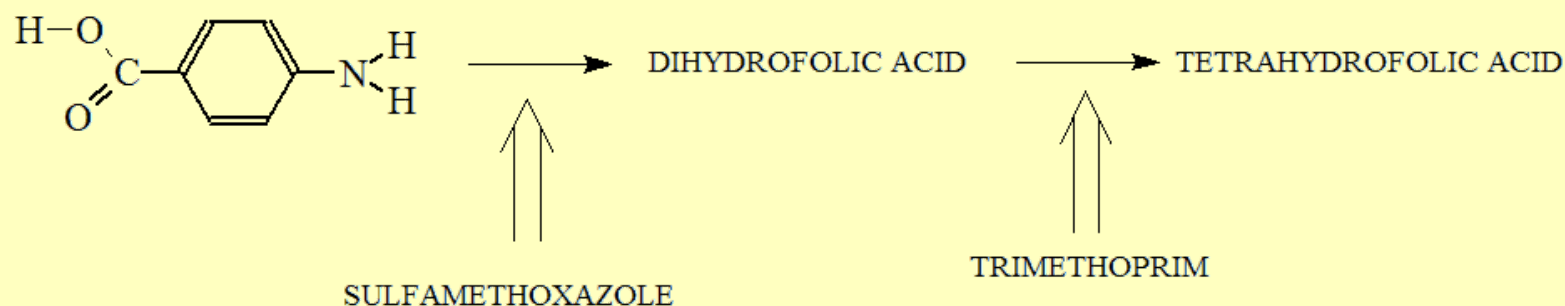 H-O
C
O
N
H
H
DIHYDROFOLIC ACID
TETRAHYDROFOLIC ACID
SULFAMETHOXAZOLE
TRIMETHOPRIM